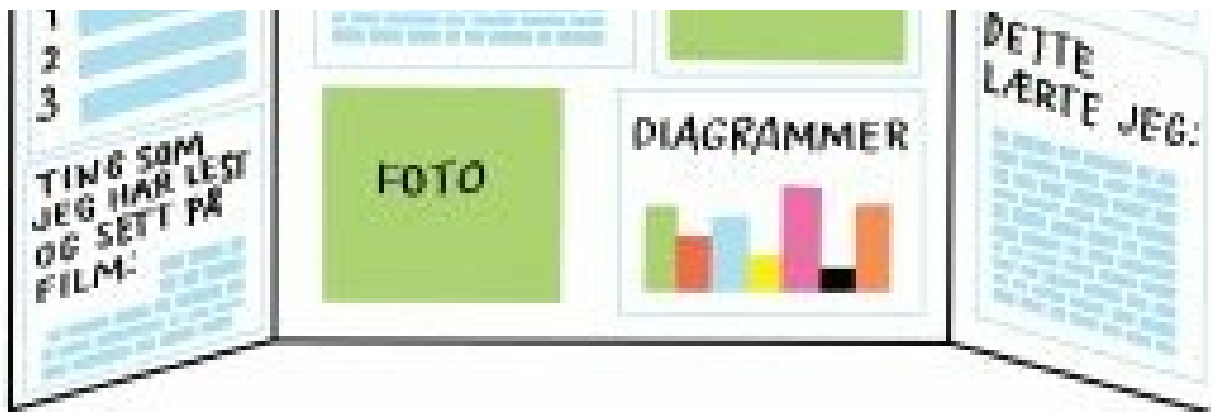 1
2
3
TING SOM
JEG HAR LEST
OG SETT PÅ
FILM:
FOTO
DIAGRAMMER
DETTE
LÆRTE JEG: